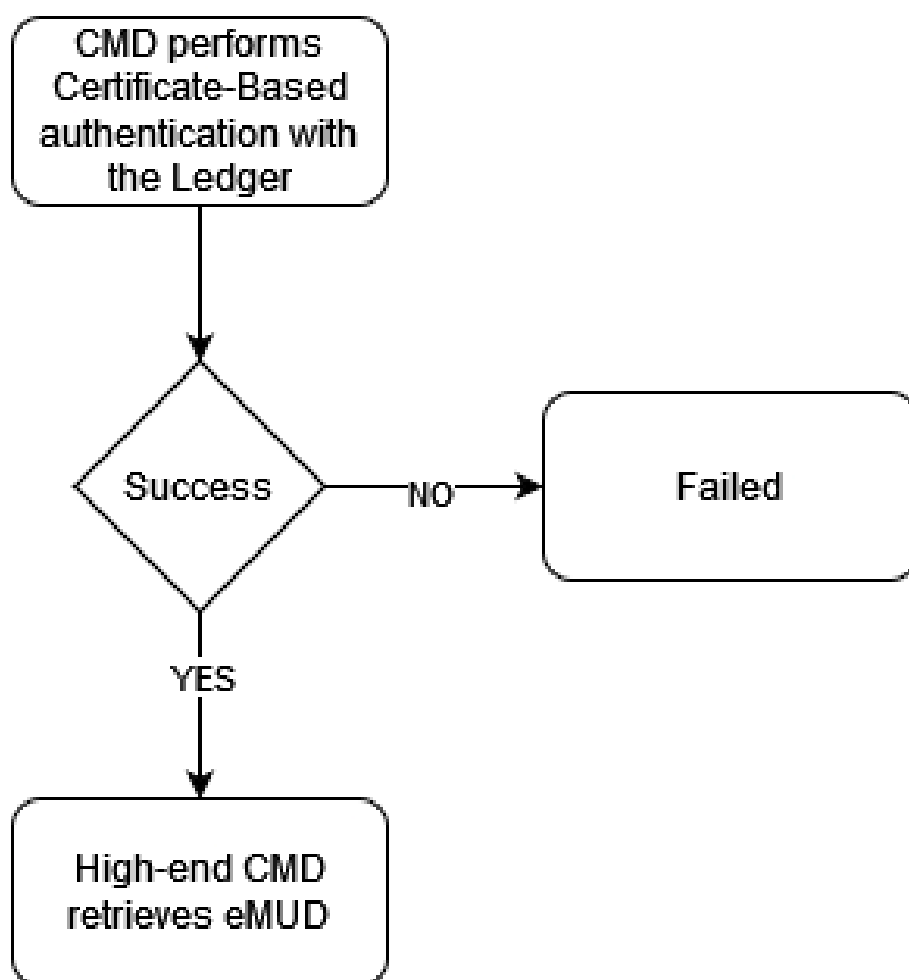 CMD performs
Certificate-Based
authentication with
the Ledger
Success
NO
Failed
YES
High-end CMD
retrieves eMUD